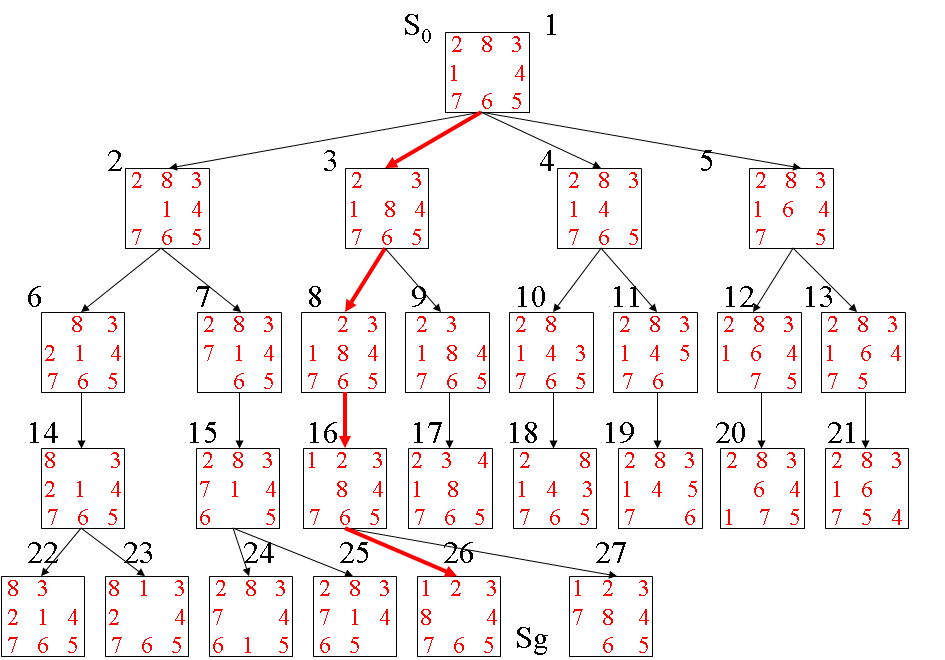 S0 1
2 8 3
1 4
7 6 5
2 3 4 5
2 8 3 2 3 2 8 3 2 8 3
1 4 1 8 4 1 4 1 6 4
7 6 5 7 6 5 7 6 5 7 5
6 7 8 9 10 11 12 13
8 3 2 8 3 2 3 2 3 2 8 2 8 3 2 8 3 2 8 3
2 1 4 7 1 4 1 8 4 1 8 4 1 4 3 1 4 5 1 6 4 1 6 4
7 6 5 6 5 7 6 5 7 6 5 7 6 5 7 6 7 5 7 5
14 15 16 17 18 19 20 21
8 3 2 8 3 1 2 3 2 3 4 2 8 2 8 3 2 8 3 2 8 3
2 1 4 7 1 4 8 4 1 8 1 4 3 1 4 5 6 4 1 6
7 6 5 6 5 7 6 5 7 6 5 7 6 5 7 6 1 7 5 7 5 4
22 23 24 25 26 27
8 3 8 1 3 2 8 3 2 8 3 1 2 3 1 2 3
2 1 4 2 4 7 4 7 1 4 8 4 7 8 4
7 6 5 7 6 5 6 1 5 6 5 7 6 5 Sg 6 5